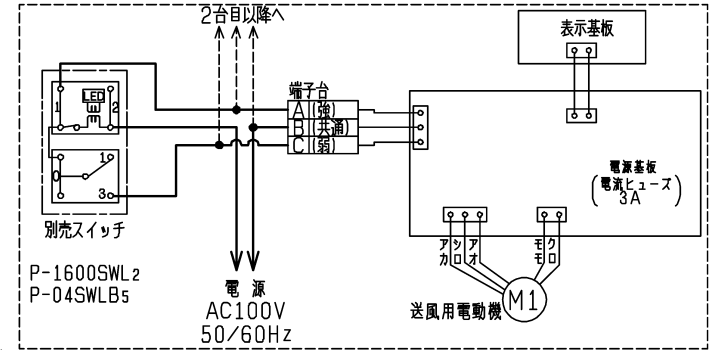 2台目以降へ
表示基板
端子台
LED
1
2
A (強)
B (共通)
C (弱)
1
0
3
電源基板
(電流ヒューズ
3A)
別売スイッチ
アカ
シロ
アオ
モモ
クロ
P-1600SWL2
P-04SWLB5
電源
AC100V
50/60Hz
送風用電動機
M1